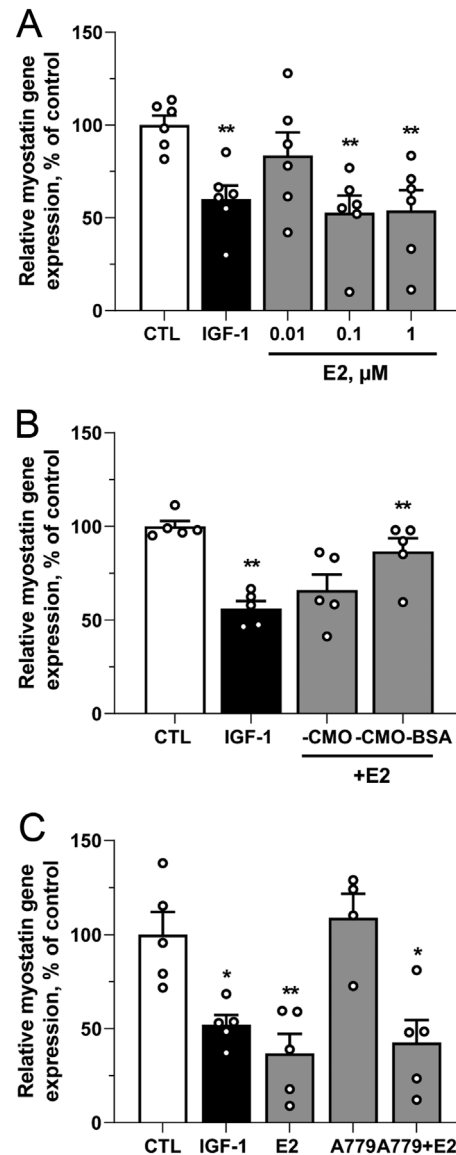 A
Relative myostatin gene
expression, % of control
150
100
50
0
**
**
**
CTL IGF-1 0.01 0.1 1
E2, µM
B
Relative myostatin gene
expression, % of control
150
100
50
0
**
**
CTL IGF-1 -CMO -CMO-BSA
+E2
C
Relative myostatin gene
expression, % of control
150
100
50
0
*
**
*
CTL IGF-1 E2 A779 A779+E2